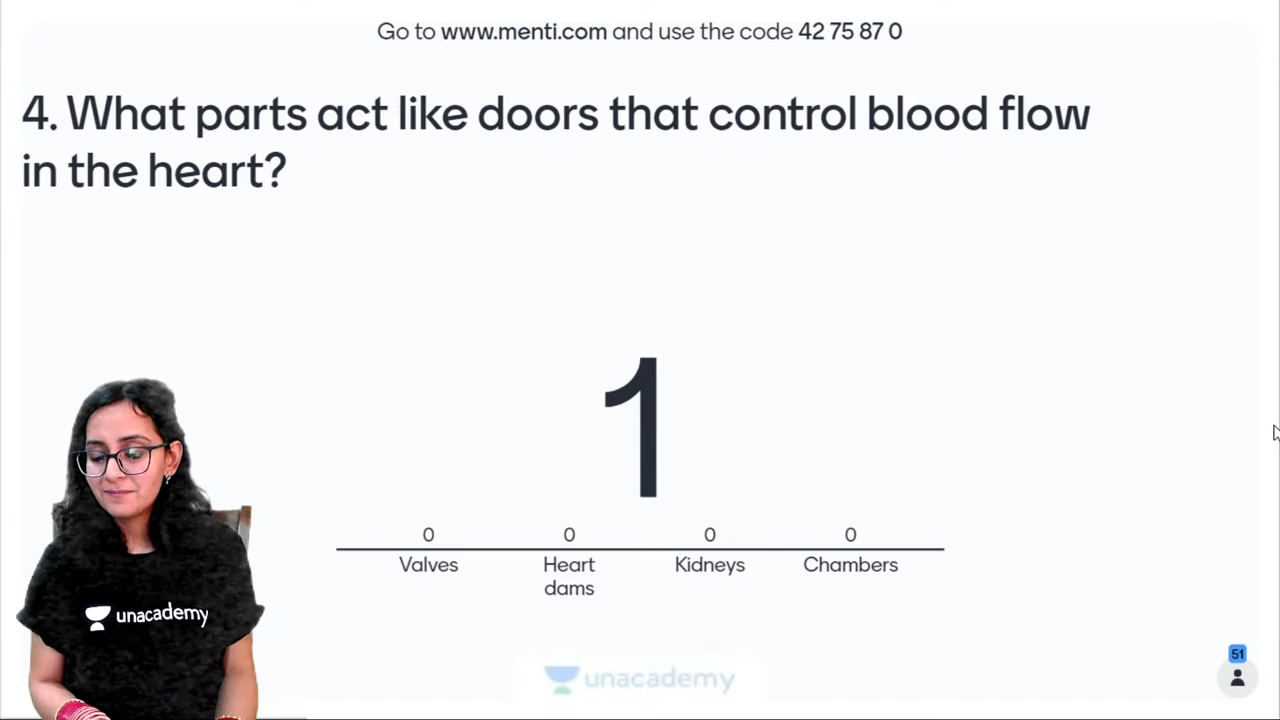 Go to www.menti.com and use the code 42 75 87 0
4. What parts act like doors that control blood flow
in the heart?
1
0 0 0 0
Valves Heart Kidneys Chambers
dams
unacademy
unacademy
51